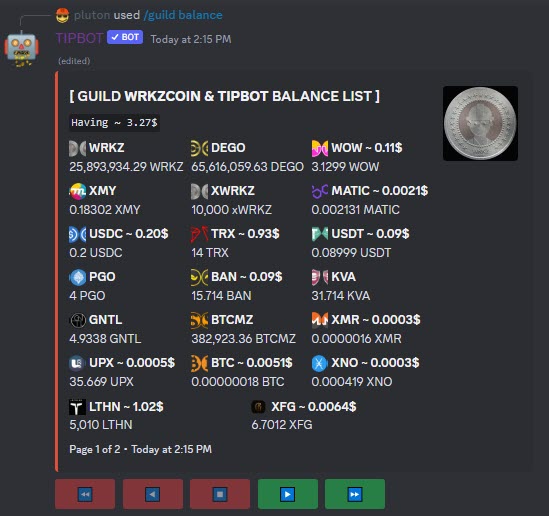 pluton used /guild balance
TIPBOT ✓ BOT Today at 2:15 PM
(edited)
[ GUILD WRKZCOIN & TIPBOT BALANCE LIST ]
Having ~ 3.27$
WRKZ DEGO WOW ~ 0.11$
25,893,934.29 WRKZ 65,616,059.63 DEGO 3.1299 WOW
XMY XWRKZ MATIC ~ 0.0021$
0.18302 XMY 10,000 xWRKZ 0.002131 MATIC
USDC ~ 0.20$ TRX ~ 0.93$ USDT ~ 0.09$
0.2 USDC 14 TRX 0.08999 USDT
PGO BAN ~ 0.09$ KVA
4 PGO 15.714 BAN 31.714 KVA
GNTL BTCMZ XMR ~ 0.0003$
4.9338 GNTL 382,923.36 BTCMZ 0.0000016 XMR
UPX ~ 0.0005$ BTC ~ 0.0051$ XNO ~ 0.0003$
35.669 UPX 0.00000018 BTC 0.000419 XNO
LTHN ~ 1.02$ XFG ~ 0.0064$
5,010 LTHN 6.7012 XFG
Page 1 of 2 • Today at 2:15 PM